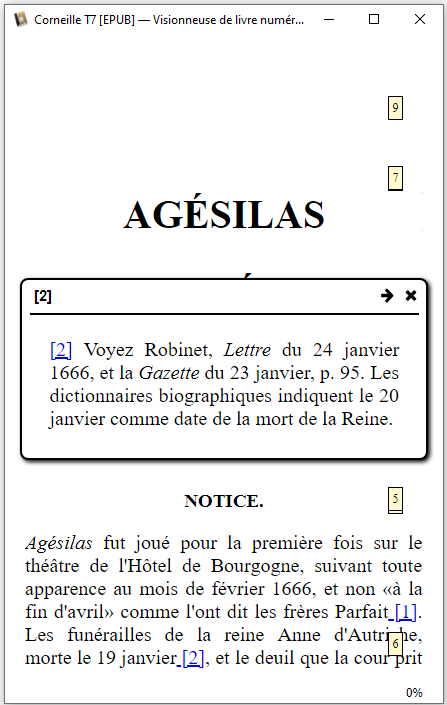 Corneille T7 [EPUB] — Visionneuse de livre numér...
9
7
AGÉSILAS
[2]
[2] Voyez Robinet, Lettre du 24 janvier
1666, et la Gazette du 23 janvier, p. 95. Les
dictionnaires biographiques indiquent le 20
janvier comme date de la mort de la Reine.
5
NOTICE.
Agésilas fut joué pour la première fois sur le
théâtre de l'Hôtel de Bourgogne, suivant toute
apparence au mois de février 1666, et non «à la
fin d'avril» comme l'ont dit les frères Parfait [1].
Les funérailles de la reine Anne d'Autriche,
6
morte le 19 janvier [2], et le deuil que la cour prit
0%